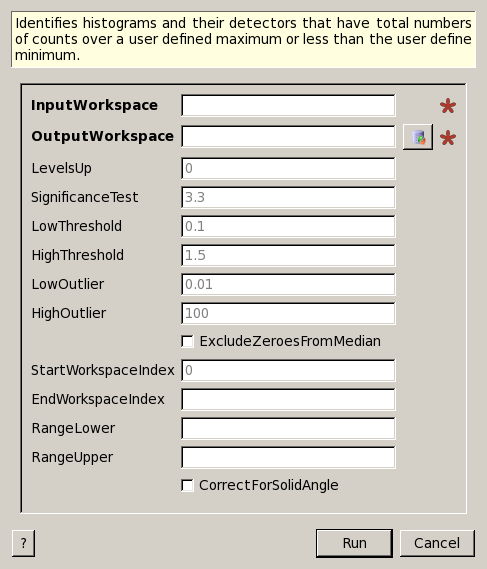 Identifies histograms and their detectors that have total numbers
of counts over a user defined maximum or less than the user define
minimum.
InputWorkspace
OutputWorkspace
LevelsUp 0
SignificanceTest 3.3
LowThreshold 0.1
HighThreshold 1.5
LowOutlier 0.01
HighOutlier 100
ExcludeZeroesFromMedian
StartWorkspaceIndex 0
EndWorkspaceIndex
RangeLower
RangeUpper
CorrectForSolidAngle
? Run Cancel